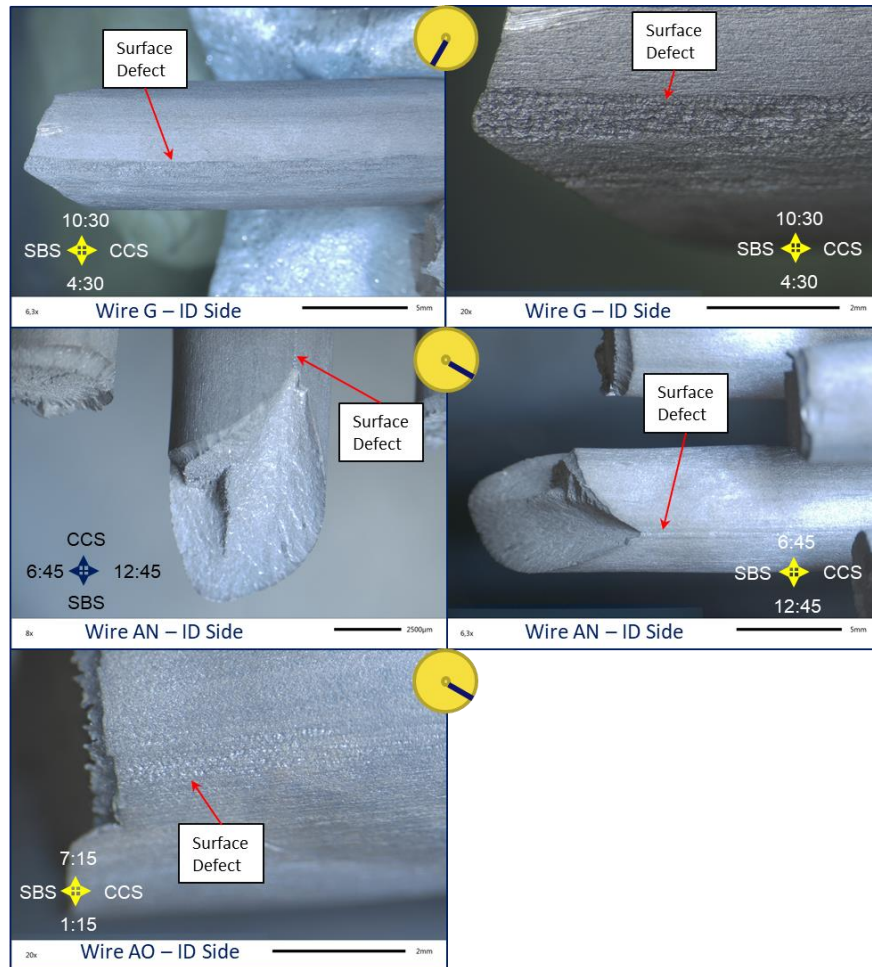 Surface
Defect
10:30
SBS CCS
4:30
6,3x
Wire G – ID Side
5mm
Surface
Defect
10:30
SBS CCS
4:30
20x
Wire G – ID Side
2mm
Surface
Defect
CCS
6:45 12:45
SBS
8x
Wire AN – ID Side
2500µm
Surface
Defect
6:45
SBS CCS
12:45
6,3x
Wire AN – ID Side
5mm
Surface
Defect
7:15
SBS CCS
1:15
20x
Wire AO – ID Side
2mm